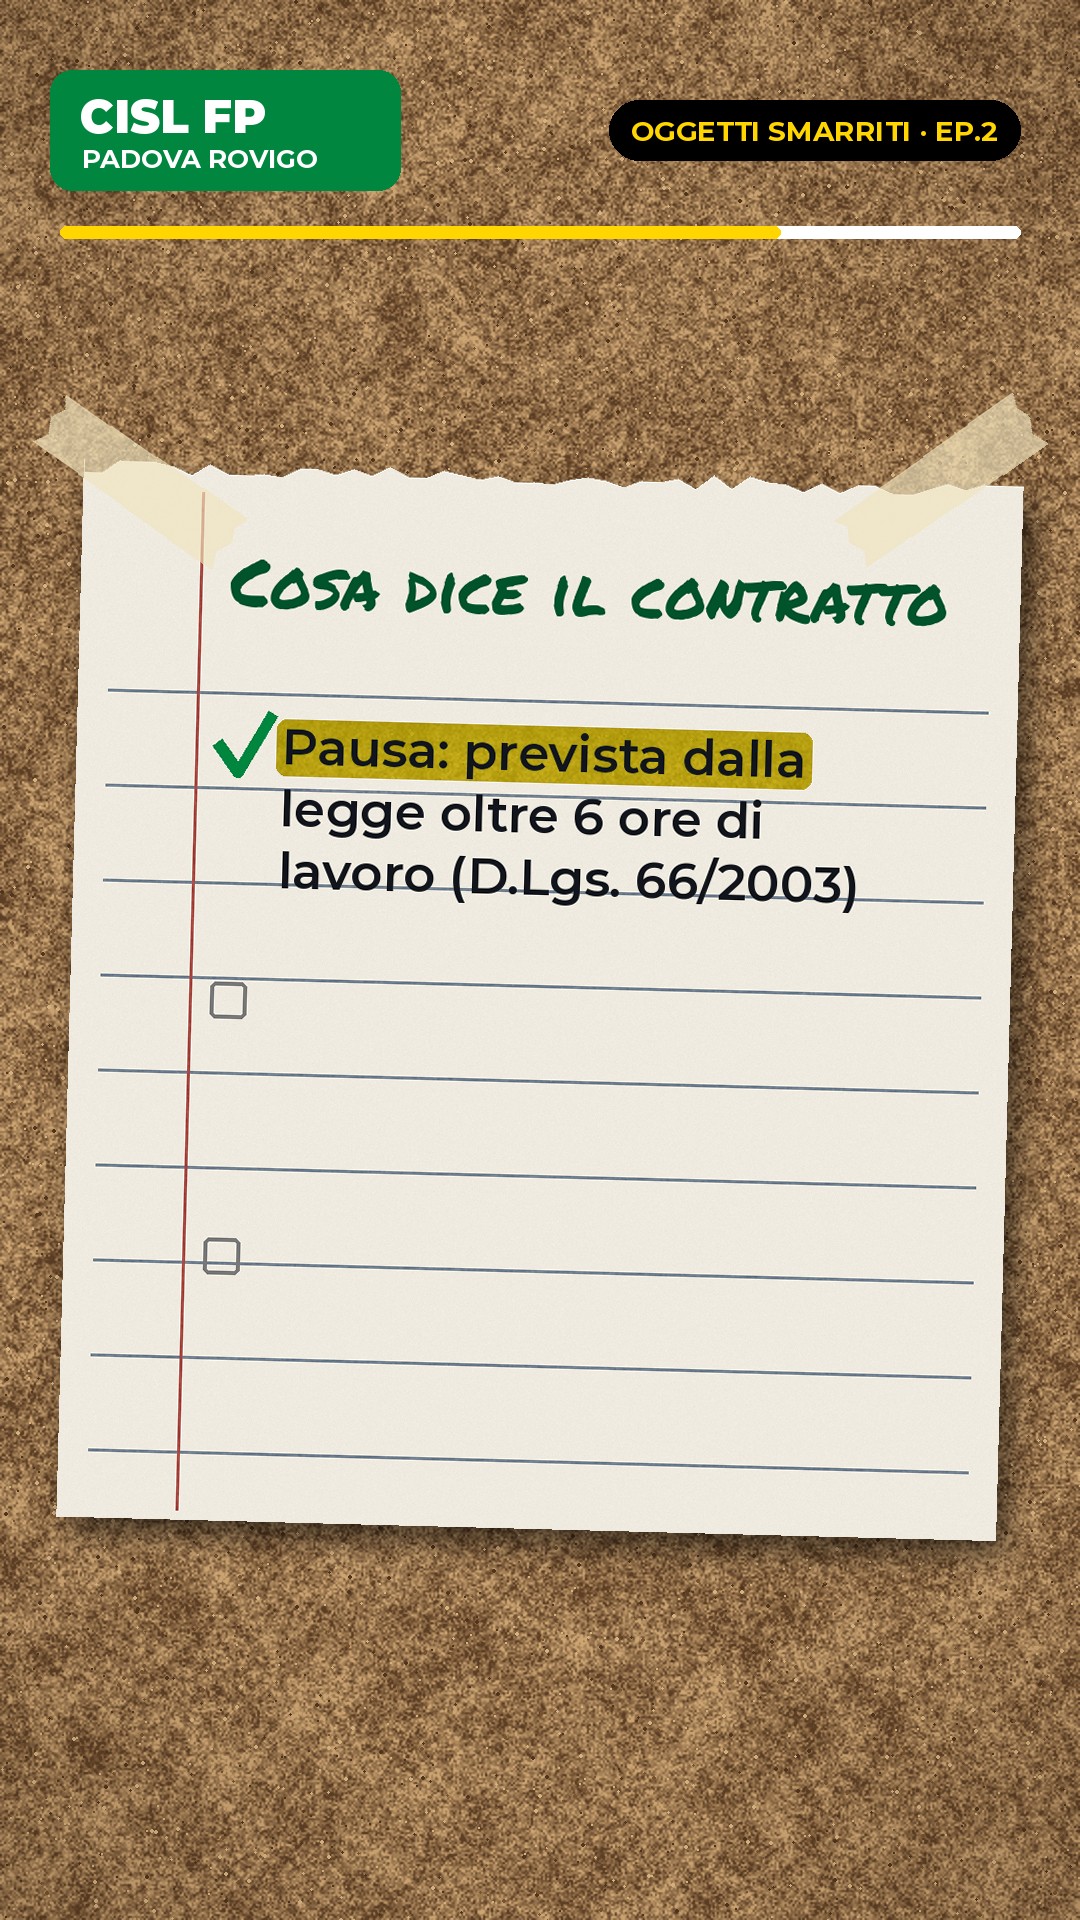 CISL FP
PADOVA ROVIGO
OGGETTI SMARRITI · EP.2
COSA DICE IL CONTRATTO
Pausa: prevista dalla
legge oltre 6 ore di
lavoro (D.Lgs. 66/2003)